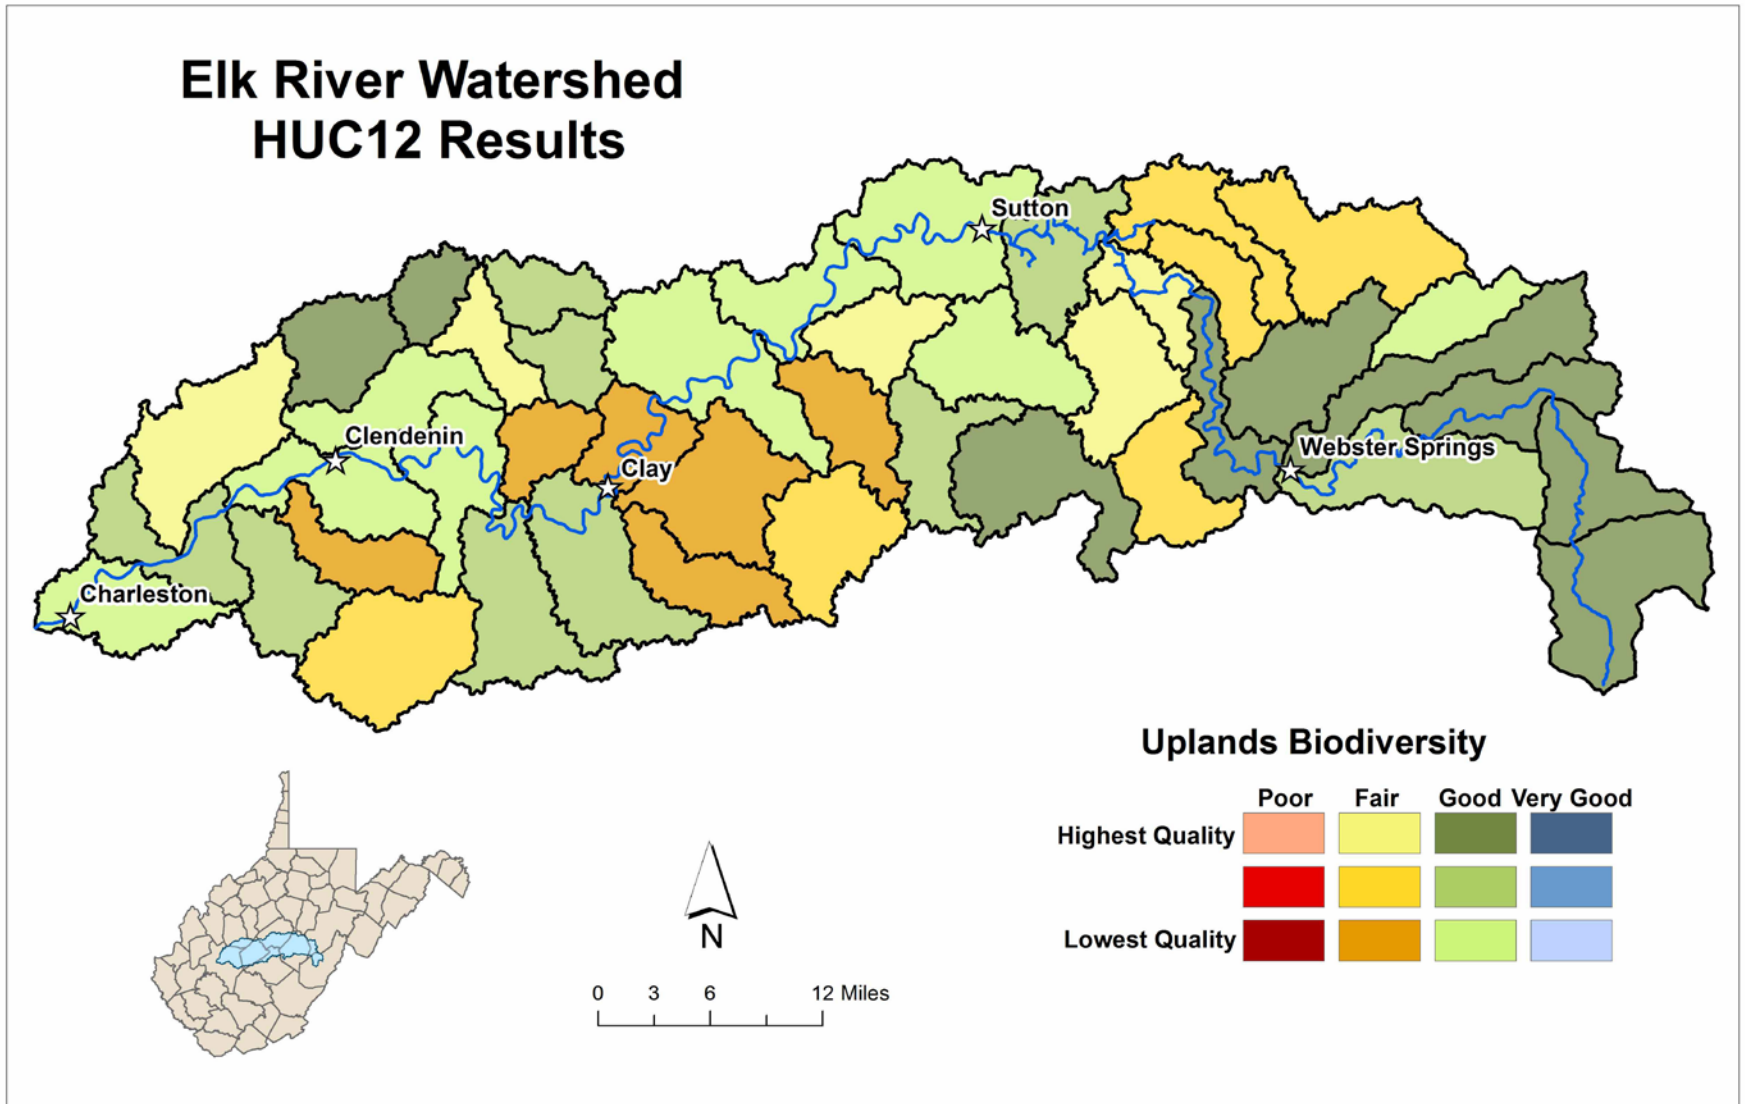 Elk River Watershed
HUC12 Results
Sutton
Clendenin
Webster Springs
Clay
Charleston
Uplands Biodiversity
Poor Fair Good Very Good
Highest Quality
Lowest Quality
N
0 3 6 12 Miles